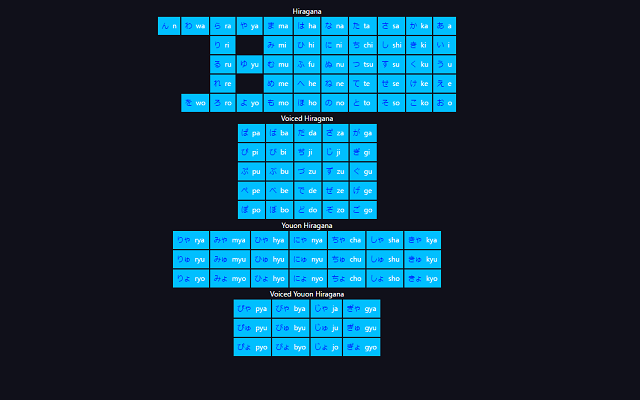 Hiragana
ん n わ wa ら ra や ya ま ma は ha な na た ta さ sa か ka あ a
り ri み mi ひ hi に ni ち chi し shi き ki い i
る ru ゆ yu む mu ふ fu ぬ nu つ tsu す su く ku う u
れ re め me へ he ね ne て te せ se け ke え e
を wo ろ ro よ yo も mo ほ ho の no と to そ so こ ko お o
Voiced Hiragana
ぱ pa ば ba だ da ざ za が ga
ぴ pi び bi ぢ ji じ ji ぎ gi
ぷ pu ぶ bu づ zu ず zu ぐ gu
ぺ pe べ be で de ぜ ze げ ge
ぽ po ぼ bo ど do ぞ zo ご go
Youon Hiragana
りゃ rya みゃ mya ひゃ hya にゃ nya ちゃ cha しゃ sha きゃ kya
りゅ ryu みゅ myu ひゅ hyu にゅ nyu ちゅ chu しゅ shu きゅ kyu
りょ ryo みょ myo ひょ hyo にょ nyo ちょ cho しょ sho きょ kyo
Voiced Youon Hiragana
ぴゃ pya びゃ bya じゃ ja ぎゃ gya
ぴゅ pyu びゅ byu じゅ ju ぎゅ gyu
ぴょ pyo びょ byo じょ jo ぎょ gyo